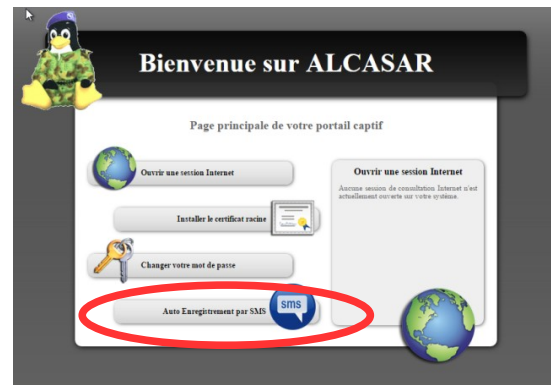 Bienvenue sur ALCASAR
Page principale de votre portail captif
Ouvrir une session Internet
Installer le certificat racine
Changer votre mot de passe
Auto Enregistrement par SMS
sms
Ouvrir une session Internet
Aucune session de consultation Internet n'est
actuellement ouverte sur votre système.